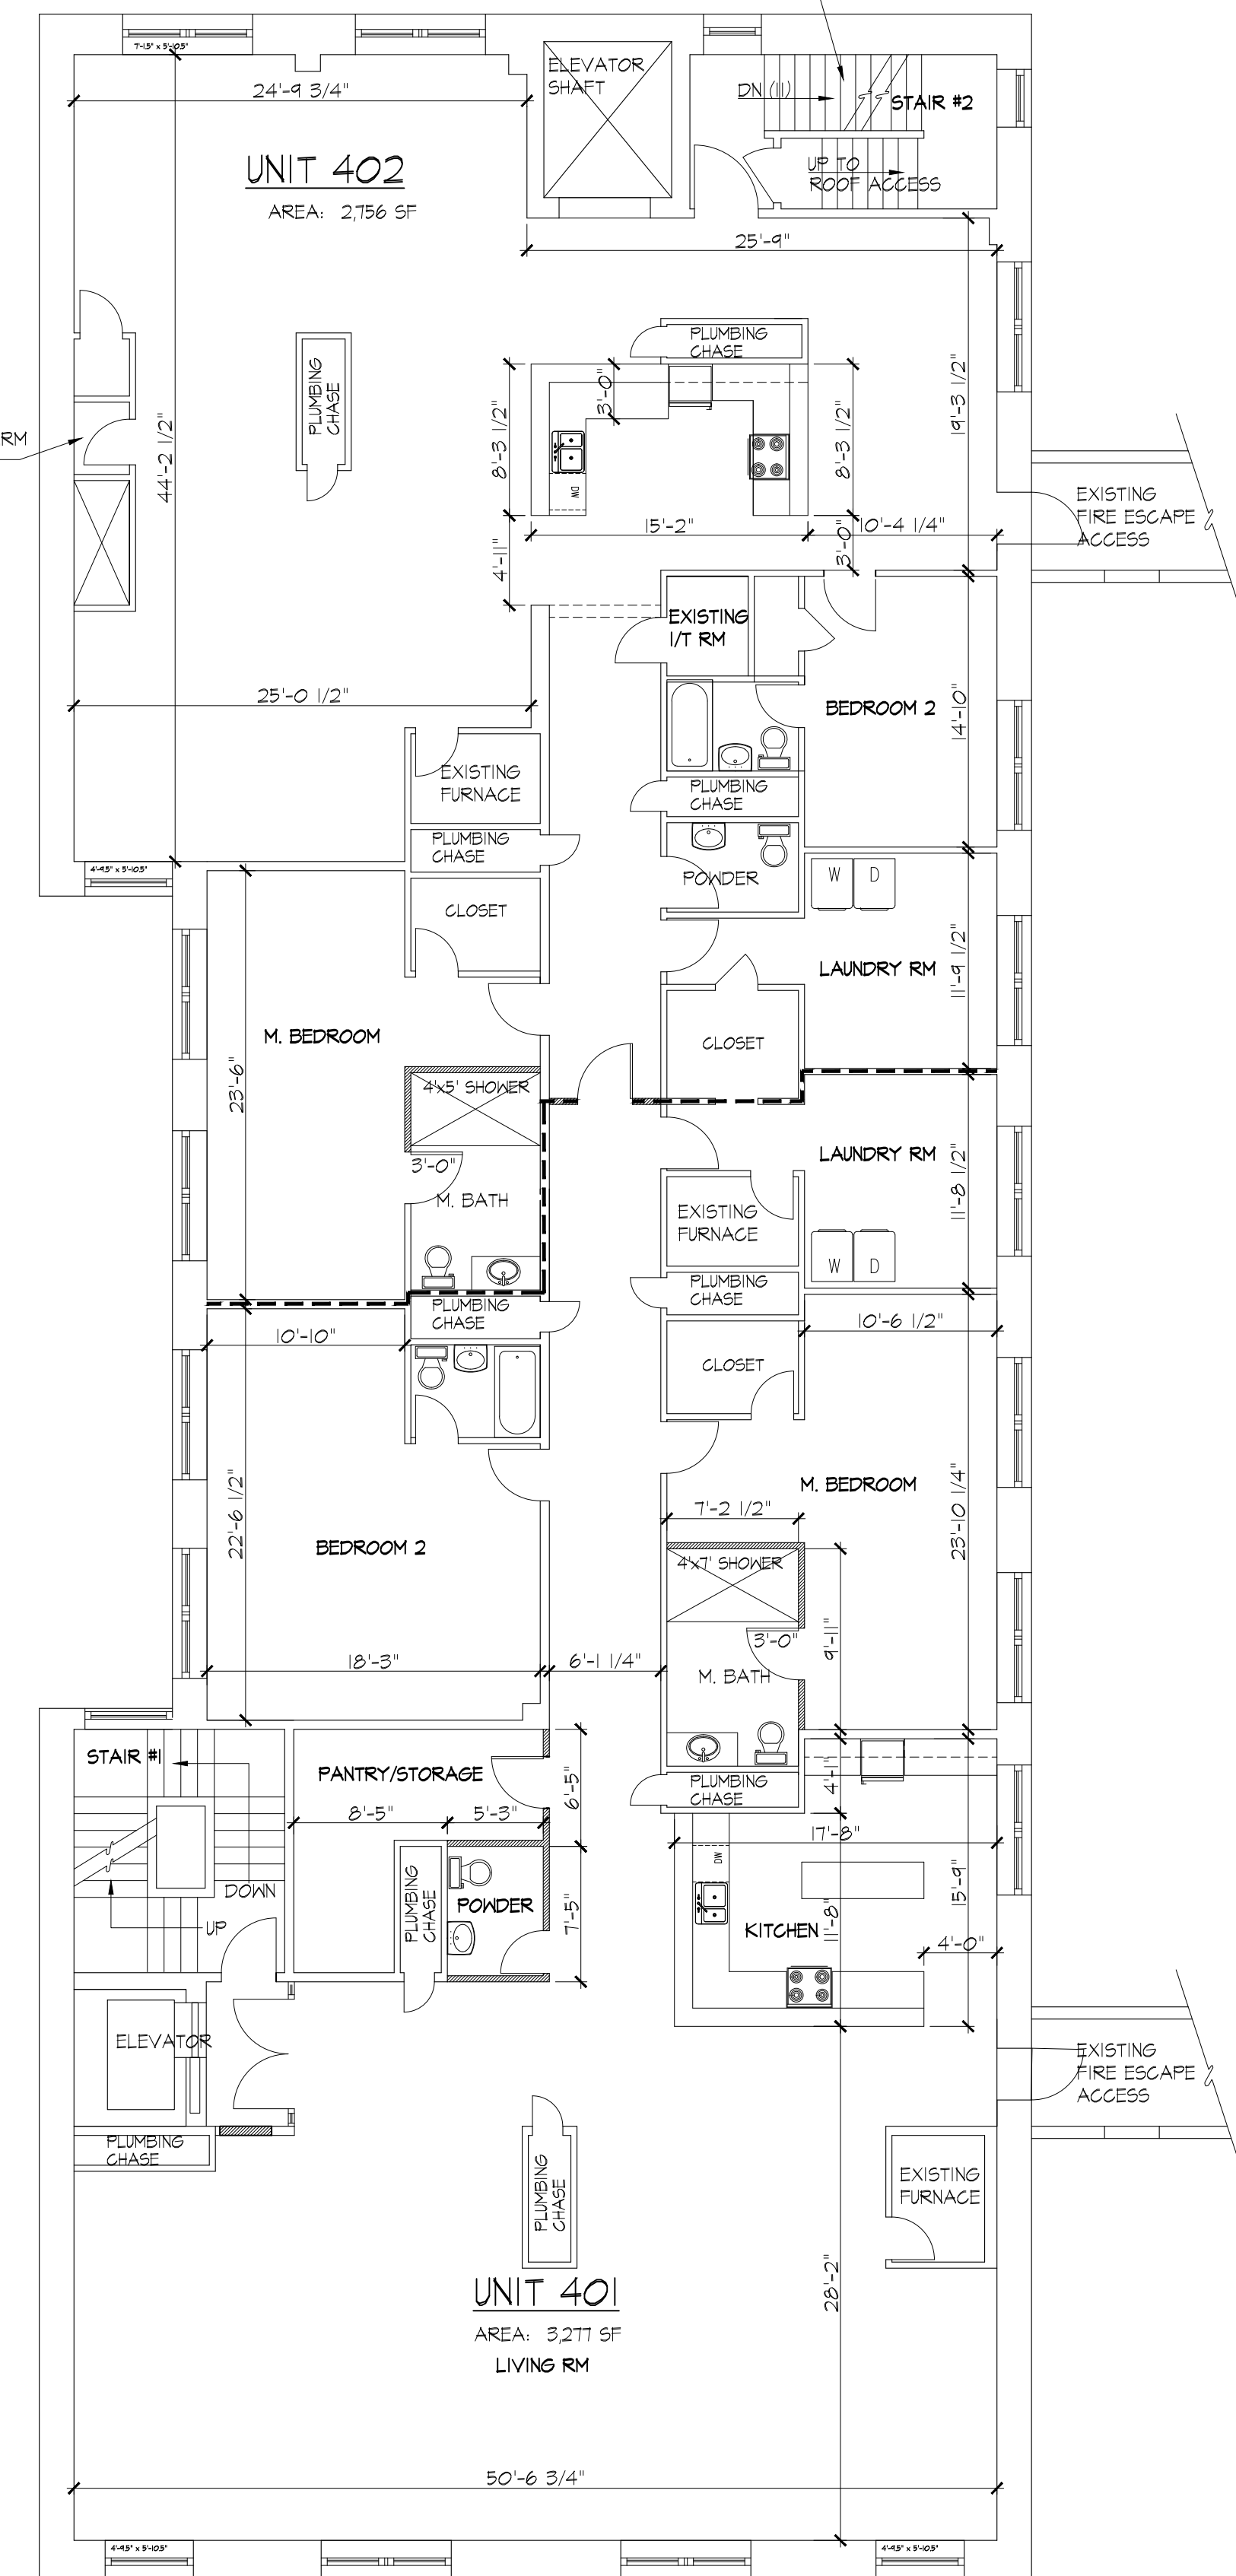 7'-1.5" x 5'-10.5"
24'-9 3/4"
ELEVATOR
SHAFT
DN (11)
STAIR #2
UP TO
ROOF ACCESS
UNIT 402
AREA: 2,756 SF
25'-9"
PLUMBING
CHASE
PLUMBING
CHASE
3'-0"
19'-3 1/2"
8'-3 1/2"
8'-3 1/2"
RM
44'-2 1/2"
DW
EXISTING
FIRE ESCAPE
ACCESS
15'-2"
10'-4 1/4"
3'-0"
4'-11"
EXISTING
I/T RM
25'-0 1/2"
BEDROOM 2
14'-10"
EXISTING
FURNACE
PLUMBING
CHASE
PLUMBING
CHASE
4'-9.5" x 5'-10.5"
POWDER
W
D
CLOSET
LAUNDRY RM
11'-9 1/2"
M. BEDROOM
CLOSET
23'-6"
4'x5' SHOWER
3'-0"
M. BATH
LAUNDRY RM
11'-8 1/2"
EXISTING
FURNACE
W
D
PLUMBING
CHASE
PLUMBING
CHASE
10'-10"
10'-6 1/2"
CLOSET
M. BEDROOM
22'-6 1/2"
7'-2 1/2"
23'-10 1/4"
BEDROOM 2
4'x7' SHOWER
3'-0"
9'-11"
18'-3"
6'-1 1/4"
M. BATH
STAIR #1
PANTRY/STORAGE
PLUMBING
CHASE
4'-1"
6'-5"
8'-5"
5'-3"
17'-8"
DW
DOWN
UP
PLUMBING
CHASE
POWDER
7'-5"
KITCHEN
11'-8"
15'-9"
4'-0"
ELEVATOR
EXISTING
FIRE ESCAPE
ACCESS
PLUMBING
CHASE
PLUMBING
CHASE
EXISTING
FURNACE
28'-2"
UNIT 401
AREA: 3,277 SF
LIVING RM
50'-6 3/4"
4'-9.5" x 5'-10.5"
4'-9.5" x 5'-10.5"